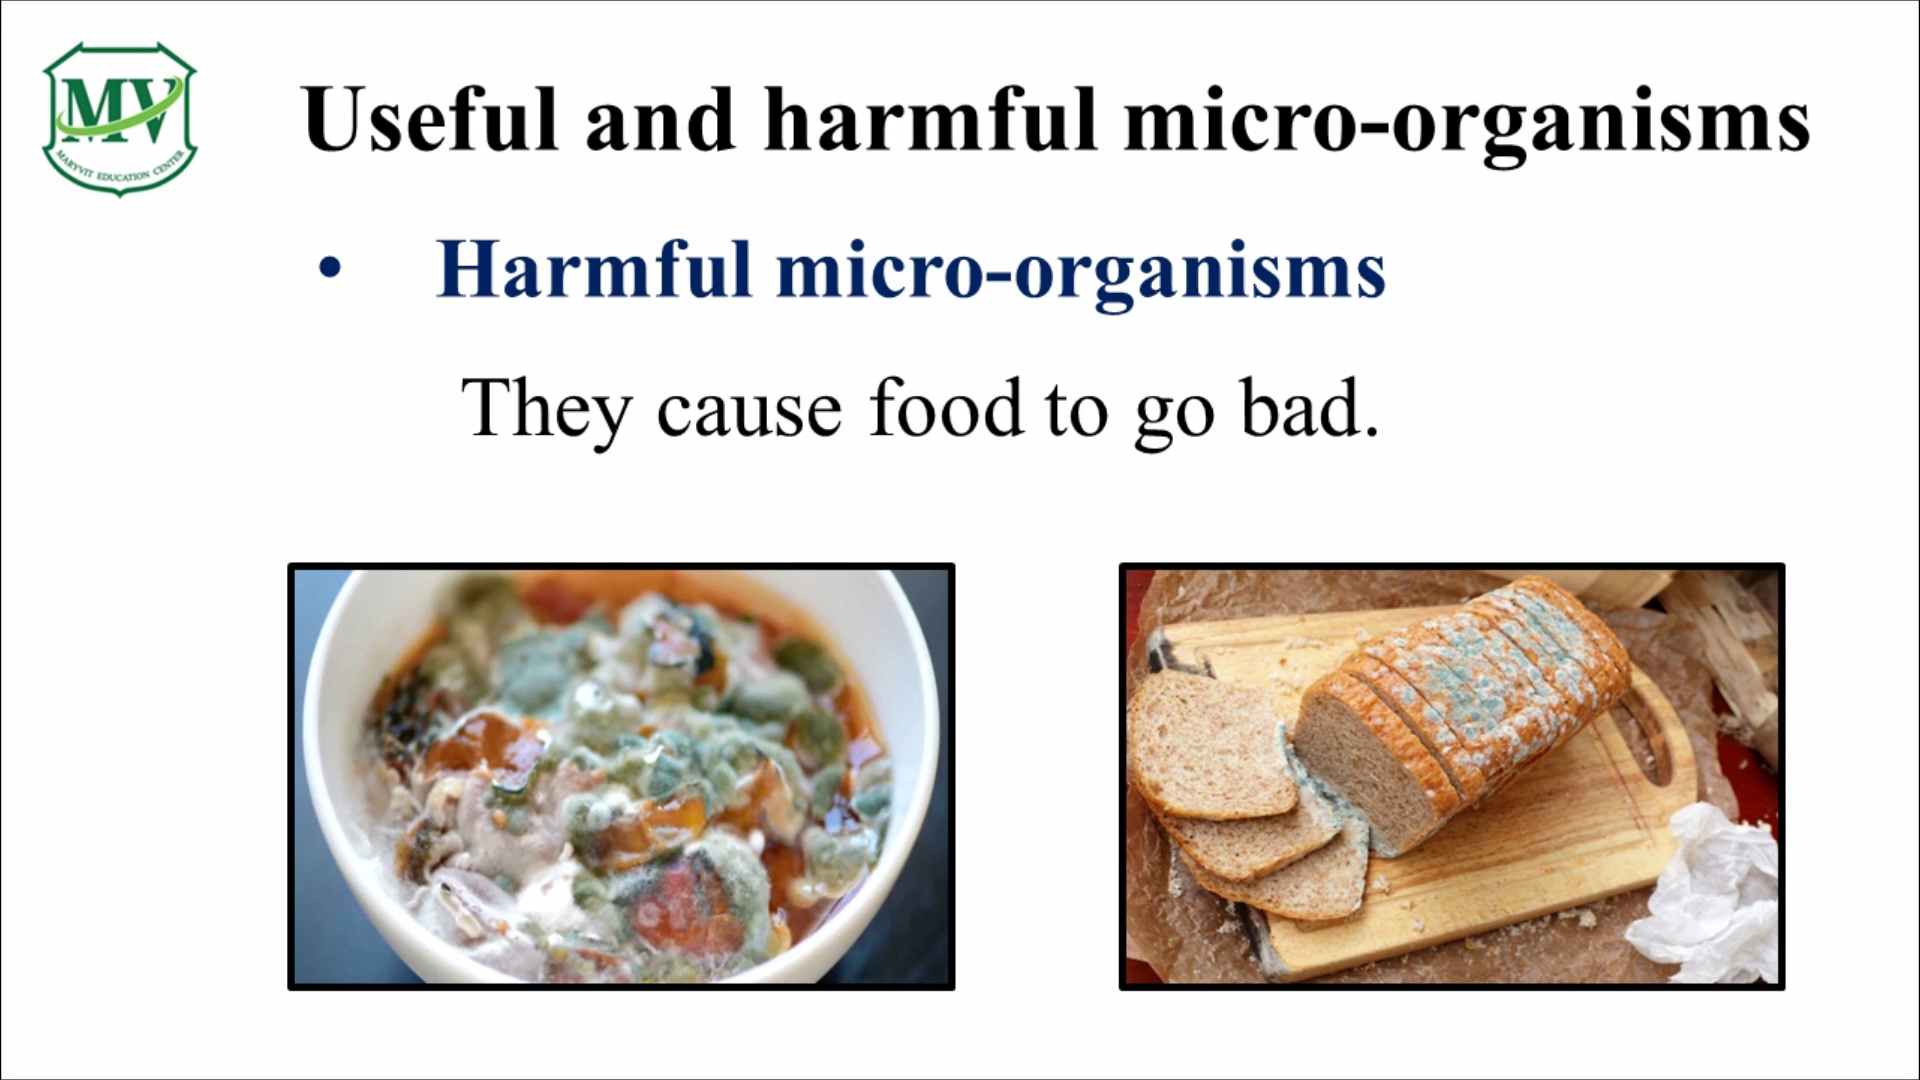 MV
MARYVIT EDUCATION CENTER
Useful and harmful micro-organisms
• Harmful micro-organisms
They cause food to go bad.